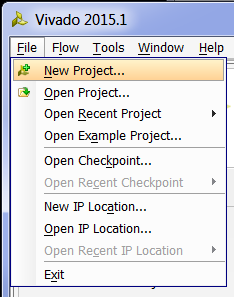 Vivado 2015.1
File Flow Tools Window Help
New Project...
Open Project...
Open Recent Project
Open Example Project...
Open Checkpoint...
Open Recent Checkpoint
New IP Location...
Open IP Location...
Open Recent IP Location
Exit